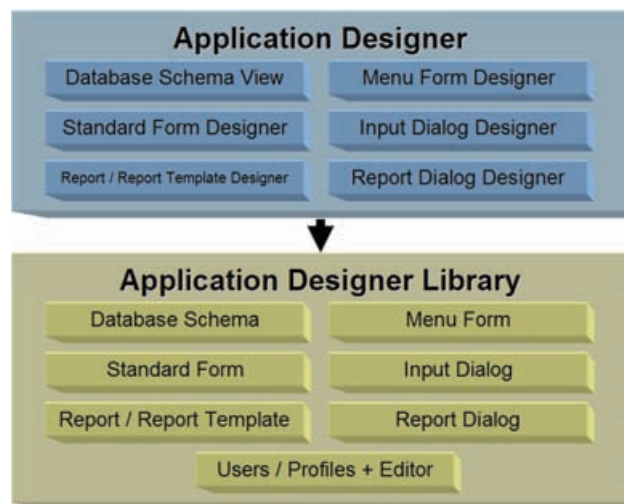 Application Designer
Database Schema View
Menu Form Designer
Standard Form Designer
Input Dialog Designer
Report / Report Template Designer
Report Dialog Designer
Application Designer Library
Database Schema
Menu Form
Standard Form
Input Dialog
Report / Report Template
Report Dialog
Users / Profiles + Editor